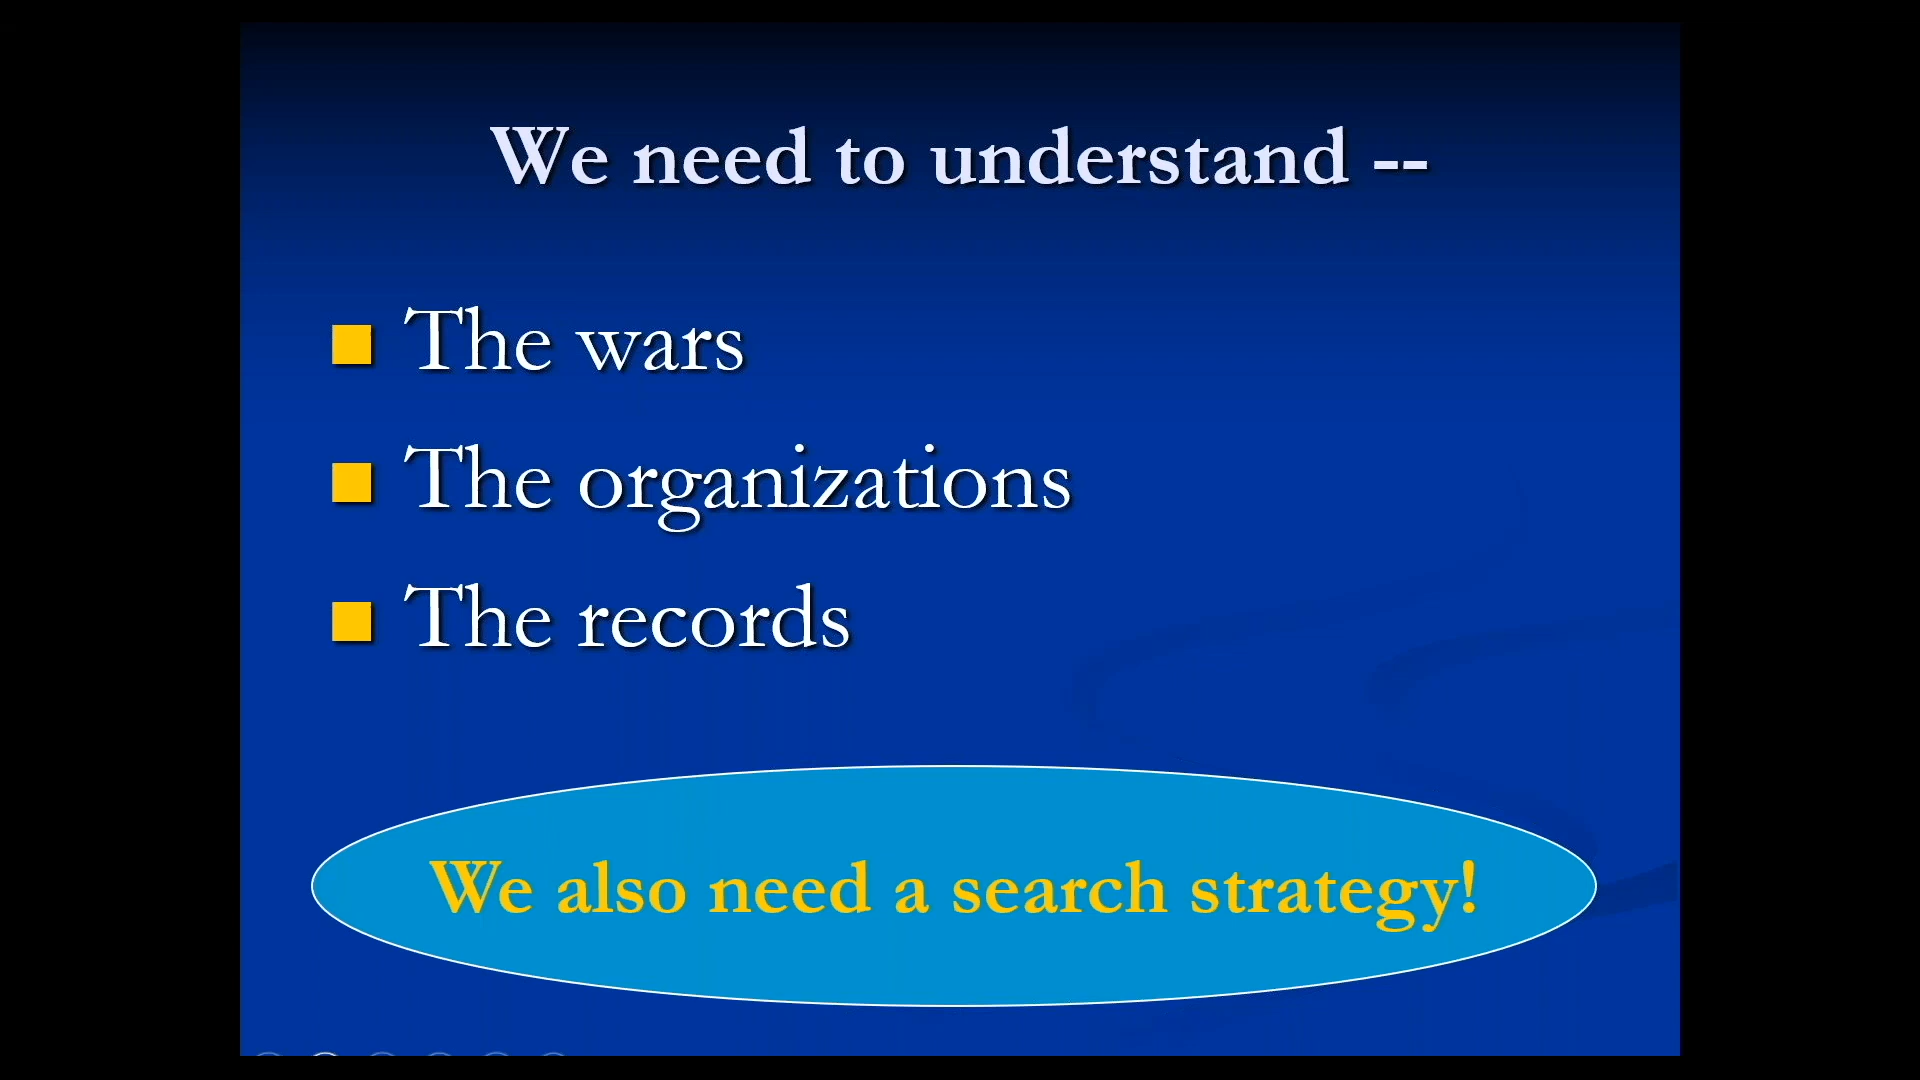 We need to understand --
The wars
The organizations
The records
We also need a search strategy!